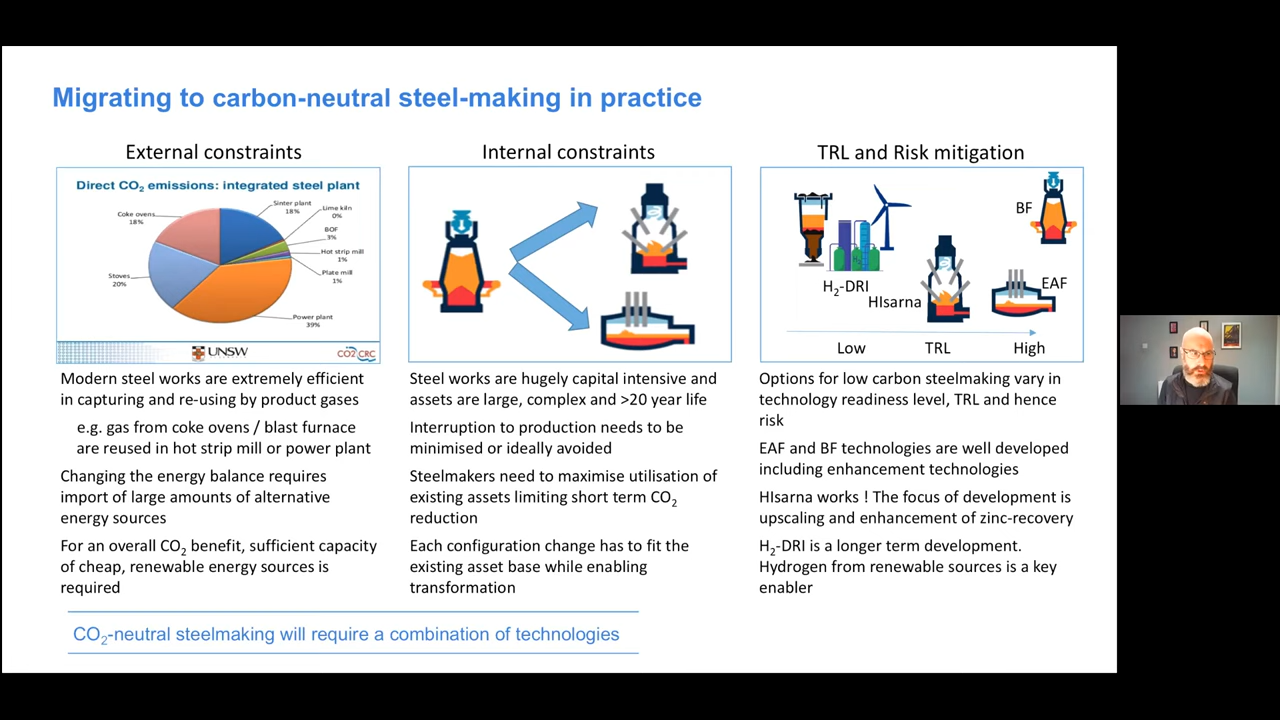 Migrating to carbon-neutral steel-making in practice
External constraints
Direct CO₂ emissions: integrated steel plant
Coke ovens
18%
Sinter plant
18%
Lime kiln
0%
BOF
3%
Hot strip mill
1%
Plate mill
1%
Stoves
20%
Power plant
39%
UNSW
CO2CRC
Modern steel works are extremely efficient
in capturing and re-using by product gases
e.g. gas from coke ovens / blast furnace
are reused in hot strip mill or power plant
Changing the energy balance requires
import of large amounts of alternative
energy sources
For an overall CO₂ benefit, sufficient capacity
of cheap, renewable energy sources is
required
Internal constraints
Steel works are hugely capital intensive and
assets are large, complex and >20 year life
Interruption to production needs to be
minimised or ideally avoided
Steelmakers need to maximise utilisation of
existing assets limiting short term CO₂
reduction
Each configuration change has to fit the
existing asset base while enabling
transformation
TRL and Risk mitigation
BF
H₂-DRI
HIsarna
EAF
Low TRL High
Options for low carbon steelmaking vary in
technology readiness level, TRL and hence
risk
EAF and BF technologies are well developed
including enhancement technologies
HIsarna works ! The focus of development is
upscaling and enhancement of zinc-recovery
H₂-DRI is a longer term development.
Hydrogen from renewable sources is a key
enabler
CO₂-neutral steelmaking will require a combination of technologies